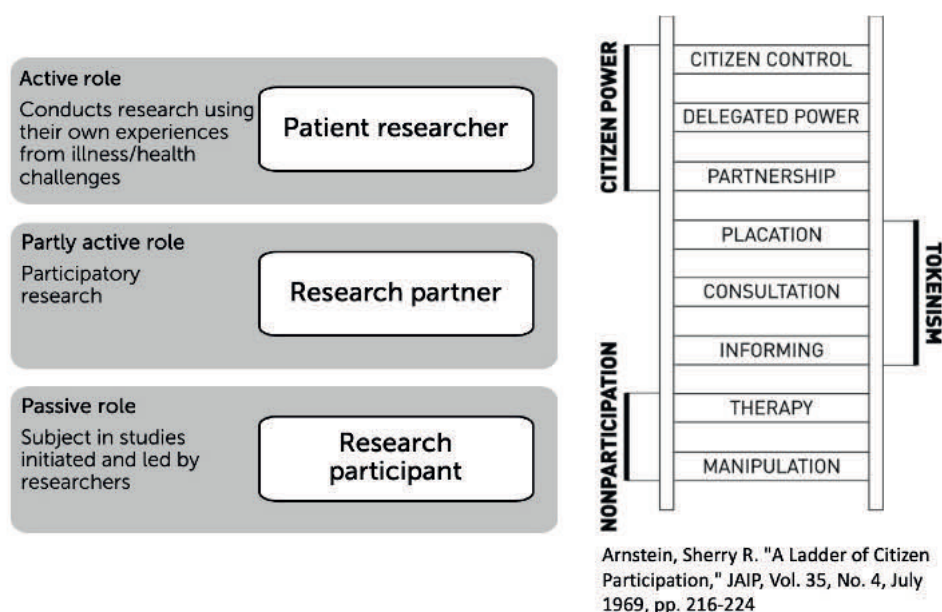 Active role
Conducts research using
their own experiences
from illness/health
challenges
Patient researcher
Partly active role
Participatory
research
Research partner
Passive role
Subject in studies
initiated and led by
researchers
Research
participant
CITIZEN POWER
CITIZEN CONTROL
DELEGATED POWER
PARTNERSHIP
TOKENISM
PLACATION
CONSULTATION
INFORMING
NONPARTICIPATION
THERAPY
MANIPULATION
Arnstein, Sherry R. "A Ladder of Citizen
Participation," JAIP, Vol. 35, No. 4, July
1969, pp. 216-224